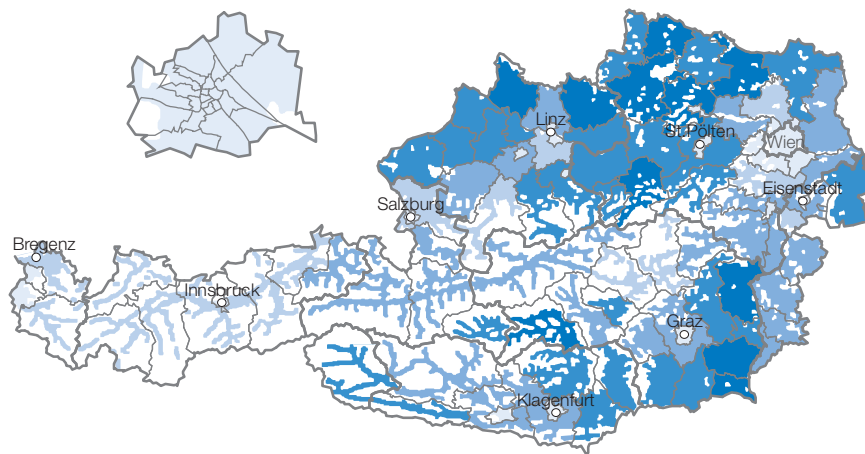 Linz
St.Pölten
Wien
Salzburg
Eisenstadt
Bregenz
Innsbruck
Graz
Klagenfurt